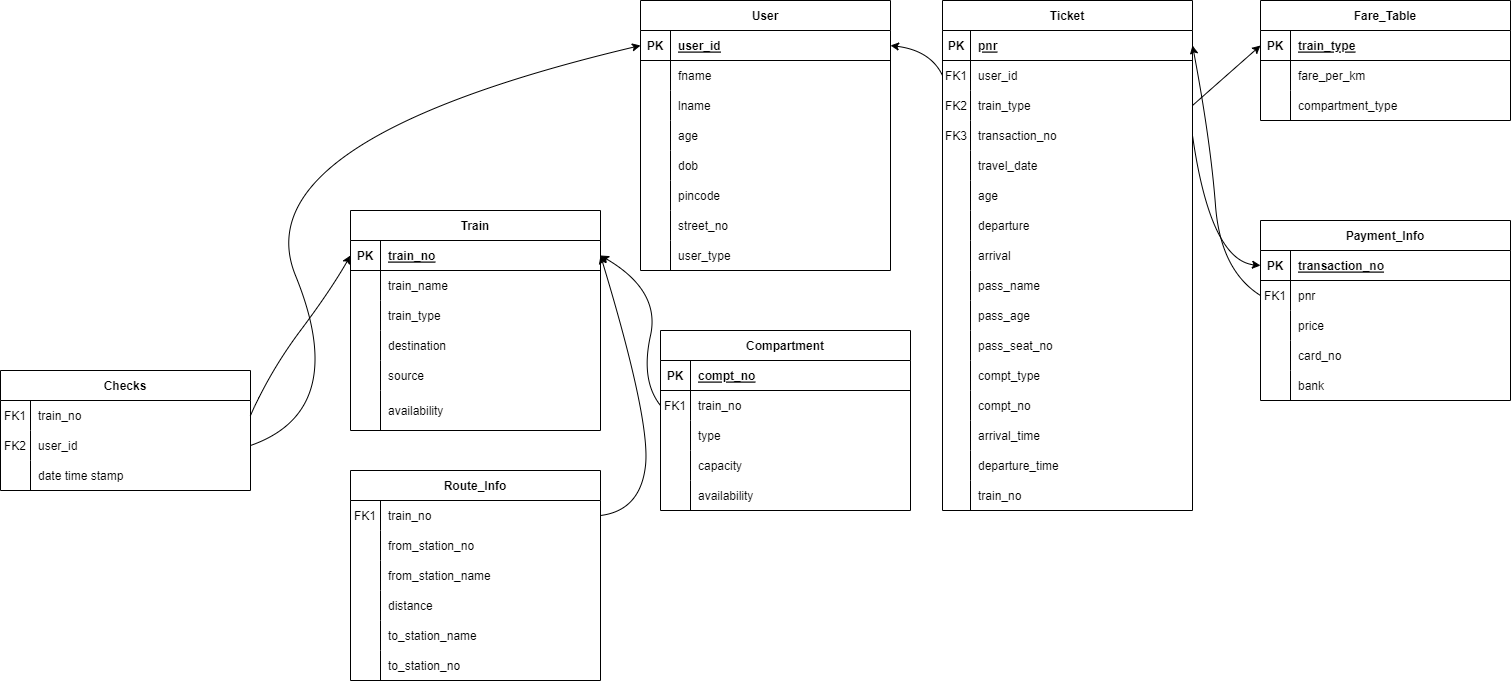 User
PK user_id
fname
lname
age
dob
pincode
street_no
user_type
Ticket
PK pnr
FK1 user_id
FK2 train_type
FK3 transaction_no
travel_date
age
departure
arrival
pass_name
pass_age
pass_seat_no
compt_type
compt_no
arrival_time
departure_time
train_no
Fare_Table
PK train_type
fare_per_km
compartment_type
Train
PK train_no
train_name
train_type
destination
source
availability
Payment_Info
PK transaction_no
FK1 pnr
price
card_no
bank
Compartment
PK compt_no
FK1 train_no
type
capacity
availability
Checks
FK1 train_no
FK2 user_id
date time stamp
Route_Info
FK1 train_no
from_station_no
from_station_name
distance
to_station_name
to_station_no